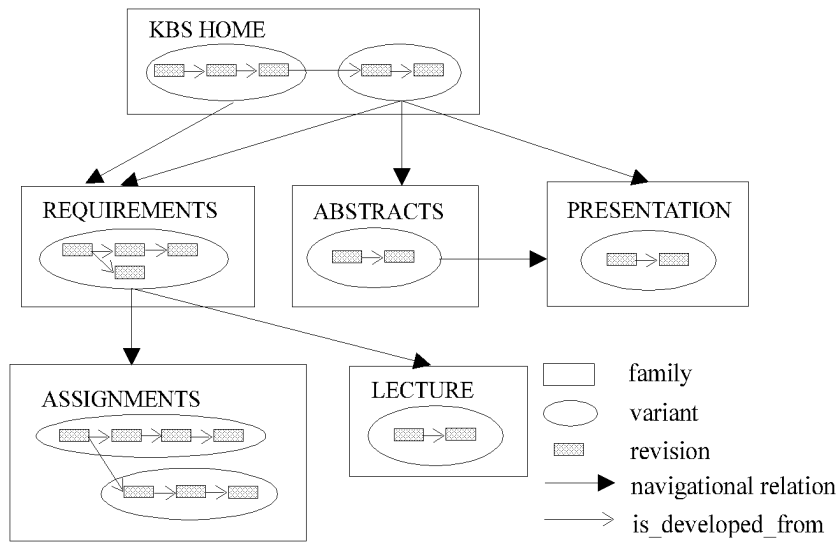 KBS HOME
REQUIREMENTS
ABSTRACTS
PRESENTATION
ASSIGNMENTS
LECTURE
family
variant
revision
navigational relation
is_developed_from